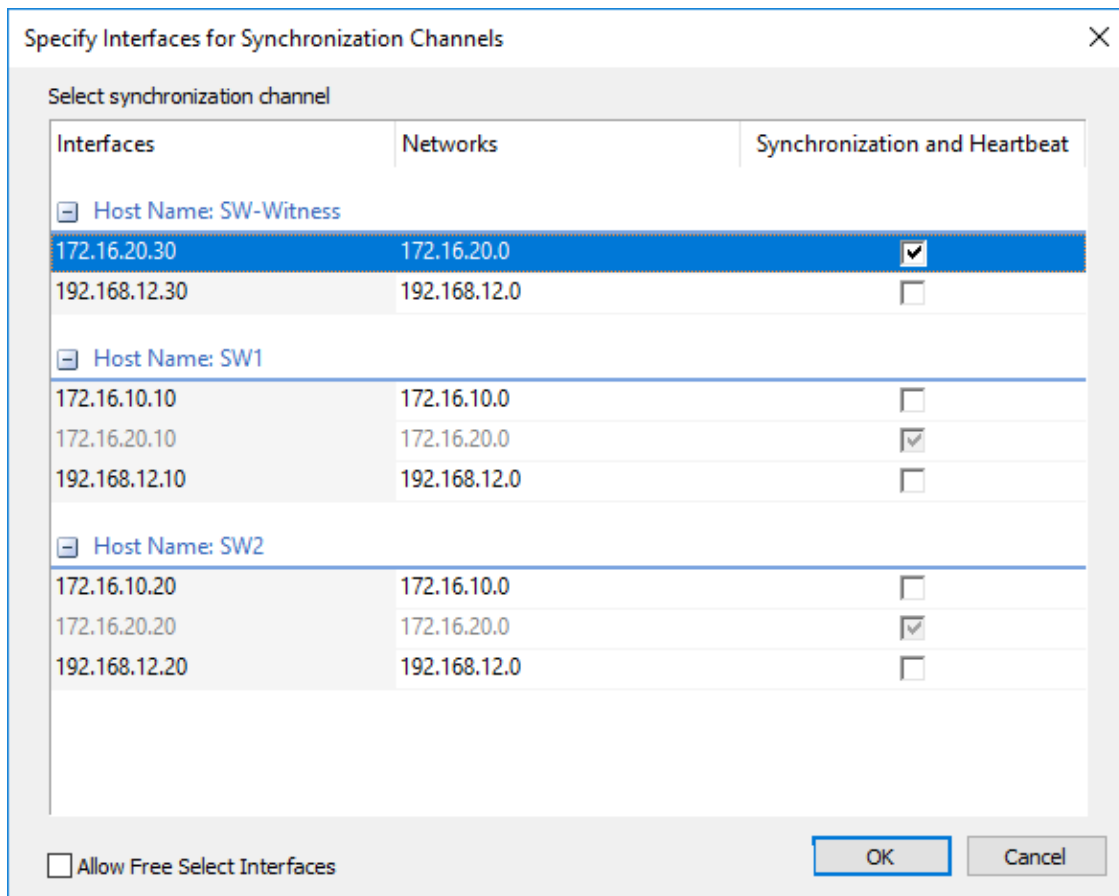 Specify Interfaces for Synchronization Channels
Select synchronization channel
Interfaces Networks Synchronization and Heartbeat
Host Name: SW-Witness
172.16.20.30 172.16.20.0
192.168.12.30 192.168.12.0
Host Name: SW1
172.16.10.10 172.16.10.0
172.16.20.10 172.16.20.0
192.168.12.10 192.168.12.0
Host Name: SW2
172.16.10.20 172.16.10.0
172.16.20.20 172.16.20.0
192.168.12.20 192.168.12.0
Allow Free Select Interfaces OK Cancel